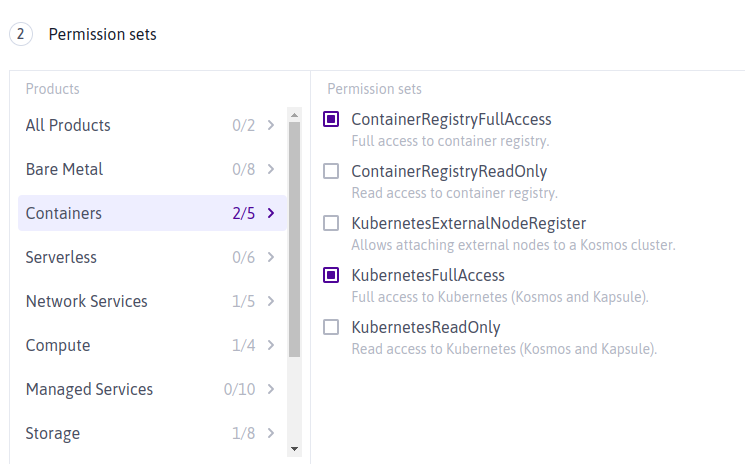 2 Permission sets
Products
All Products 0/2
Bare Metal 0/8
Containers 2/5
Serverless 0/6
Network Services 1/5
Compute 1/4
Managed Services 0/10
Storage 1/8
Permission sets
ContainerRegistryFullAccess
Full access to container registry.
ContainerRegistryReadOnly
Read access to container registry.
KubernetesExternalNodeRegister
Allows attaching external nodes to a Kosmos cluster.
KubernetesFullAccess
Full access to Kubernetes (Kosmos and Kapsule).
KubernetesReadOnly
Read access to Kubernetes (Kosmos and Kapsule).